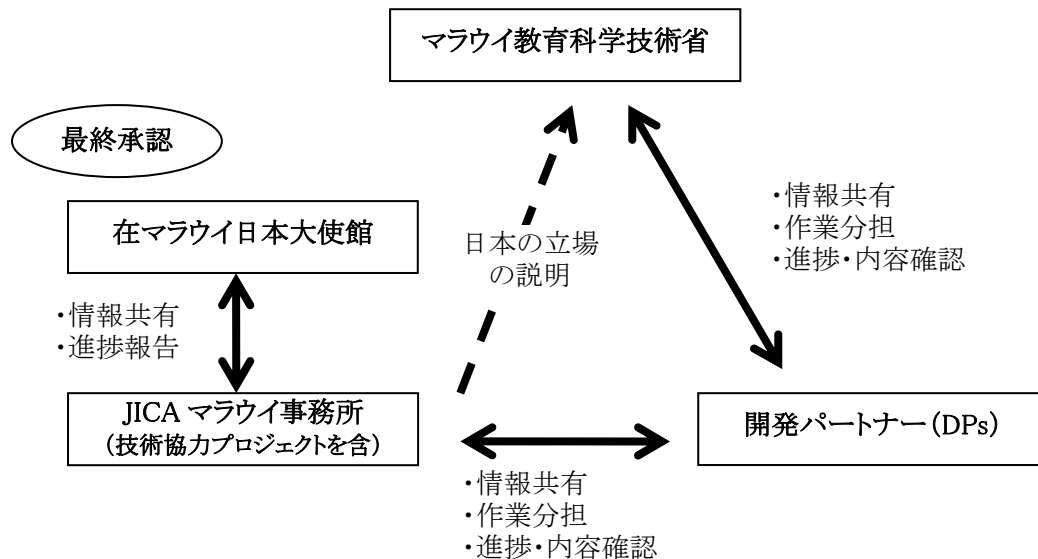 マラウイ教育科学技術省
最終承認
在マラウイ日本大使館
・情報共有
・作業分担
・進捗・内容確認
日本の立場
の説明
・情報共有
・進捗報告
JICA マラウイ事務所
(技術協力プロジェクトを含)
開発パートナー(DPs)
・情報共有
・作業分担
・進捗・内容確認